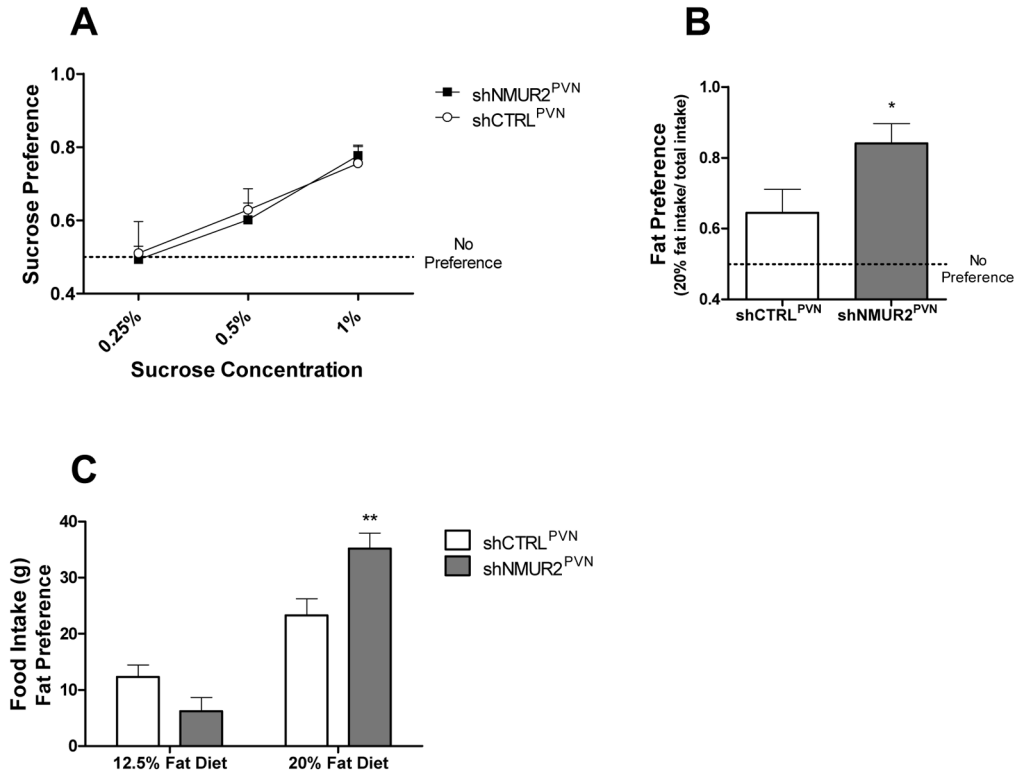 A
1.0
0.8
0.6
0.4
Sucrose Preference
0.25%
0.5%
1%
Sucrose Concentration
No
Preference
shNMUR2PVN
shCTRLPVN
B
1.0
0.8
0.6
0.4
Fat Preference
(20% fat intake/ total intake)
*
No
Preference
shCTRLPVN
shNMUR2PVN
C
40
30
20
10
0
Food Intake (g)
Fat Preference
**
12.5% Fat Diet
20% Fat Diet
shCTRLPVN
shNMUR2PVN